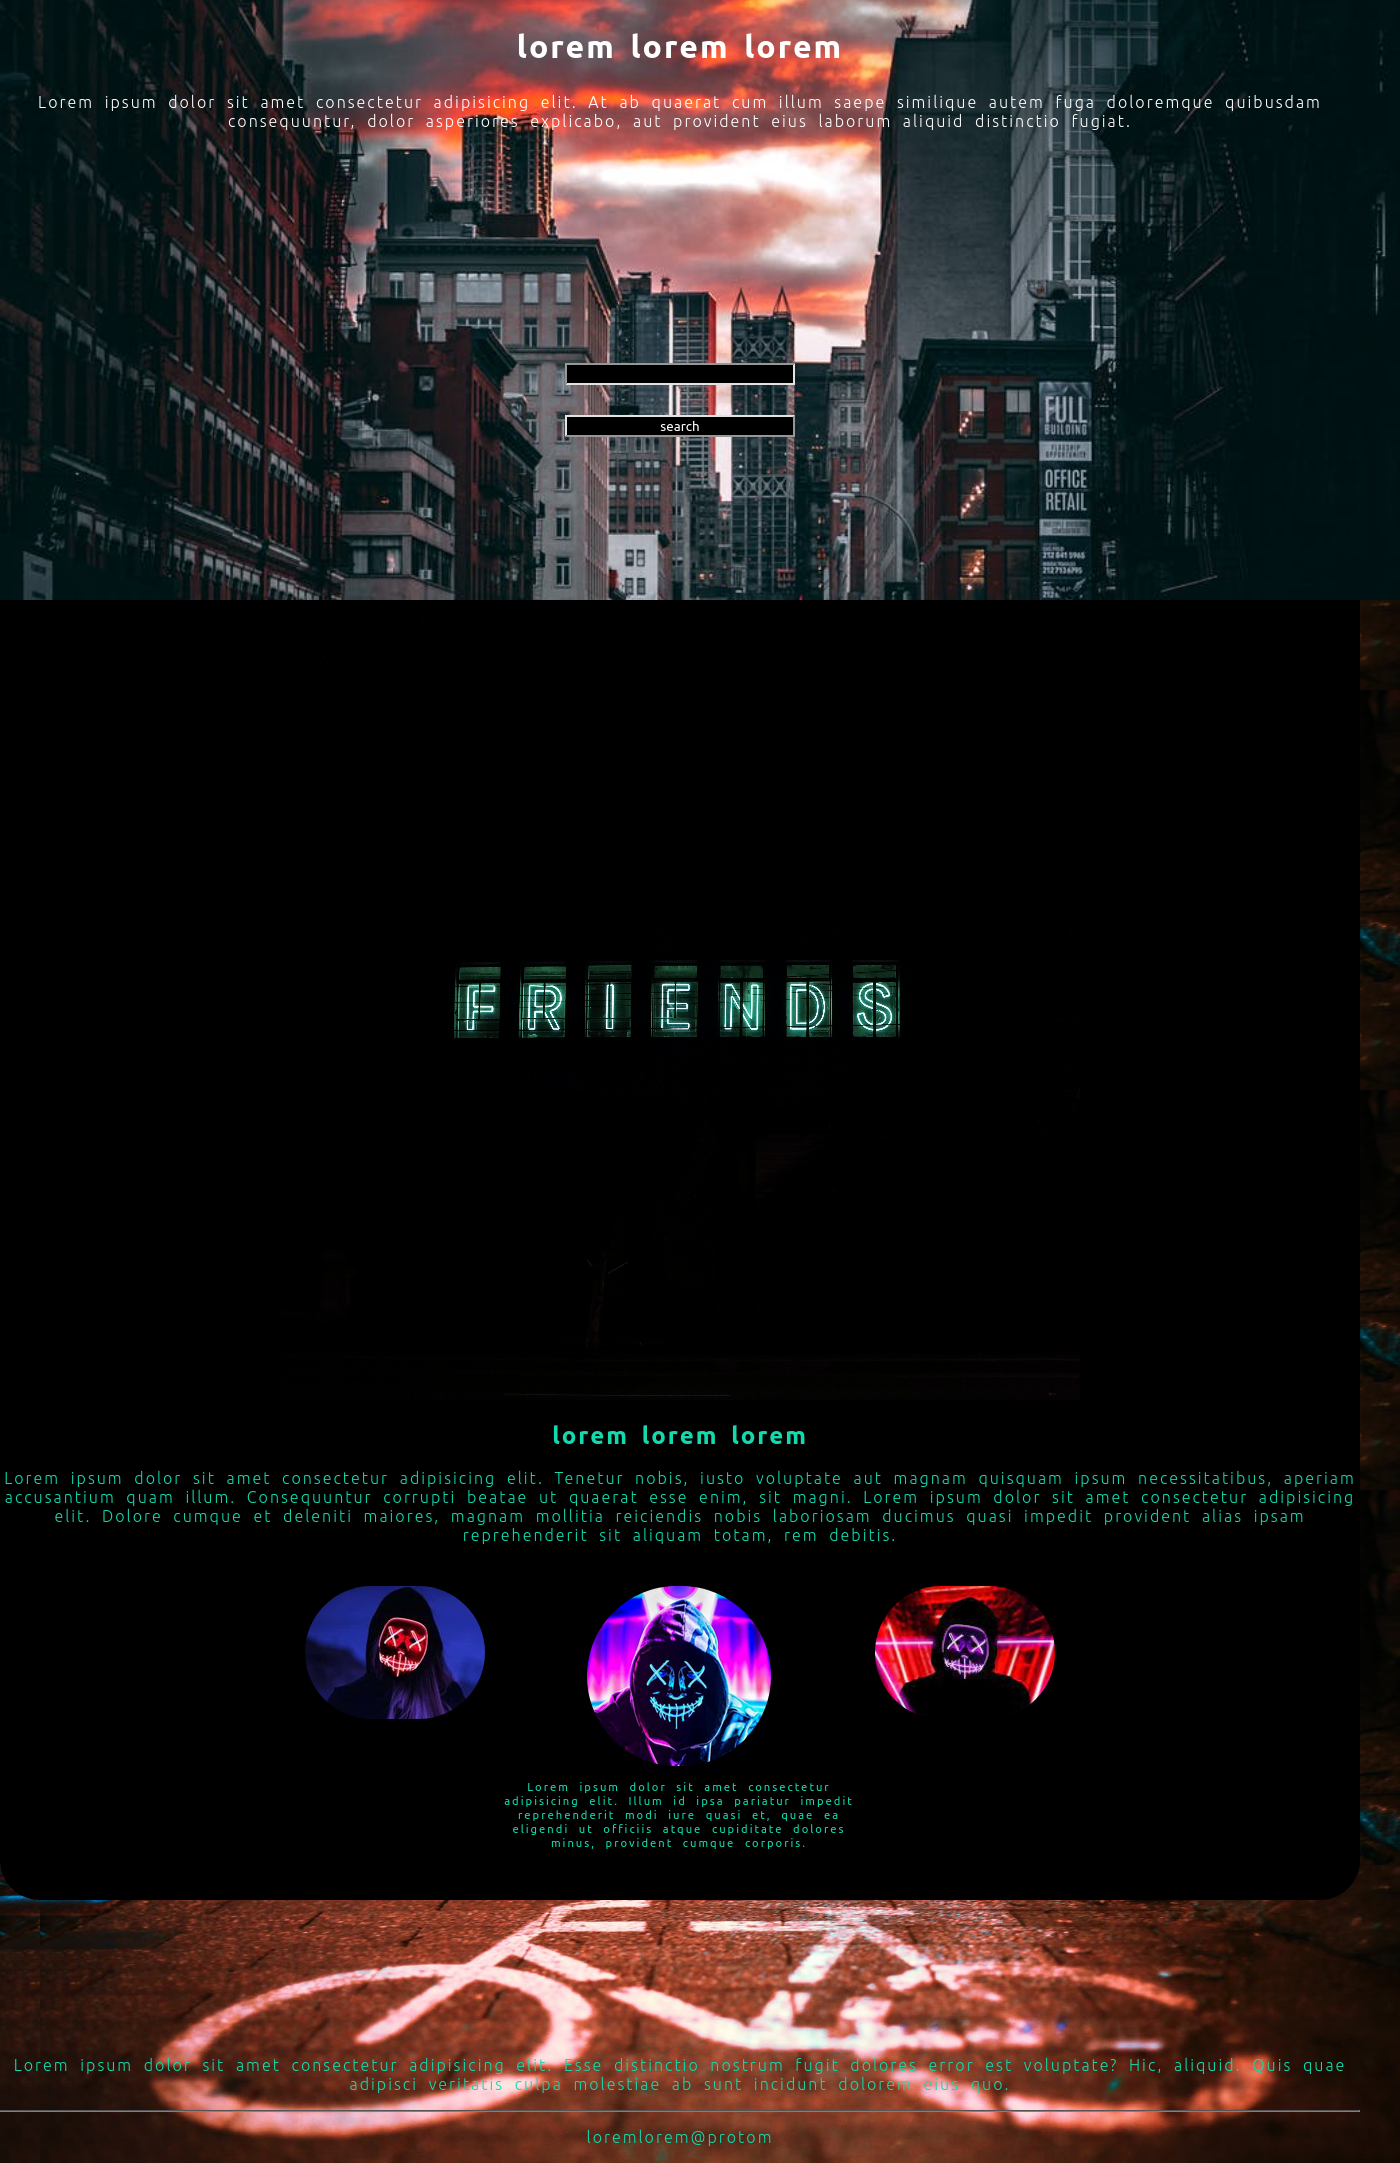 lorem lorem lorem
Lorem ipsum dolor sit amet consectetur adipisicing elit. At ab quaerat cum illum saepe similique autem fuga doloremque quibusdam
consequuntur, dolor asperiores explicabo, aut provident eius laborum aliquid distinctio fugiat.
FULL
BUILDING
FLAGSHIP
OPPORTUNITY
search
OFFICE
RETAIL
FRIENDS
lorem lorem lorem
Lorem ipsum dolor sit amet consectetur adipisicing elit. Tenetur nobis, iusto voluptate aut magnam quisquam ipsum necessitatibus, aperiam
accusantium quam illum. Consequuntur corrupti beatae ut quaerat esse enim, sit magni. Lorem ipsum dolor sit amet consectetur adipisicing
elit. Dolore cumque et deleniti maiores, magnam mollitia reiciendis nobis laboriosam ducimus quasi impedit provident alias ipsam
reprehenderit sit aliquam totam, rem debitis.
Lorem ipsum dolor sit amet consectetur
adipisicing elit. Illum id ipsa pariatur impedit
reprehenderit modi iure quasi et, quae ea
eligendi ut officiis atque cupiditate dolores
minus, provident cumque corporis.
Lorem ipsum dolor sit amet consectetur adipisicing elit. Esse distinctio nostrum fugit dolores error est voluptate? Hic, aliquid. Quis quae
adipisci veritatis culpa molestiae ab sunt incidunt dolorem eius quo.
loremlorem@protom